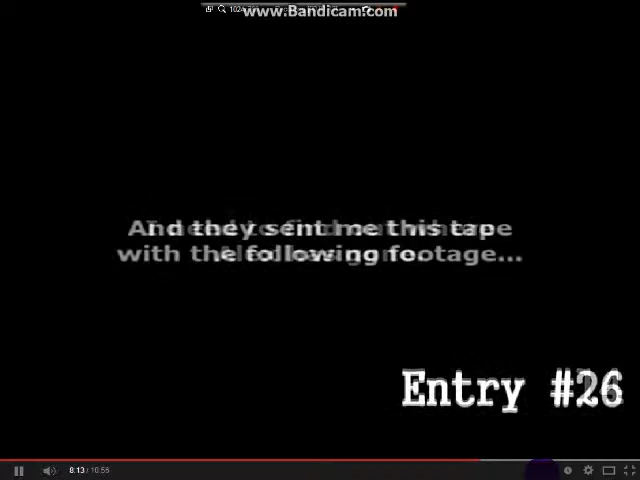 www.Bandicam.com
And they sent me this tape
with the following footage...
Entry #26
8:13 / 10:56